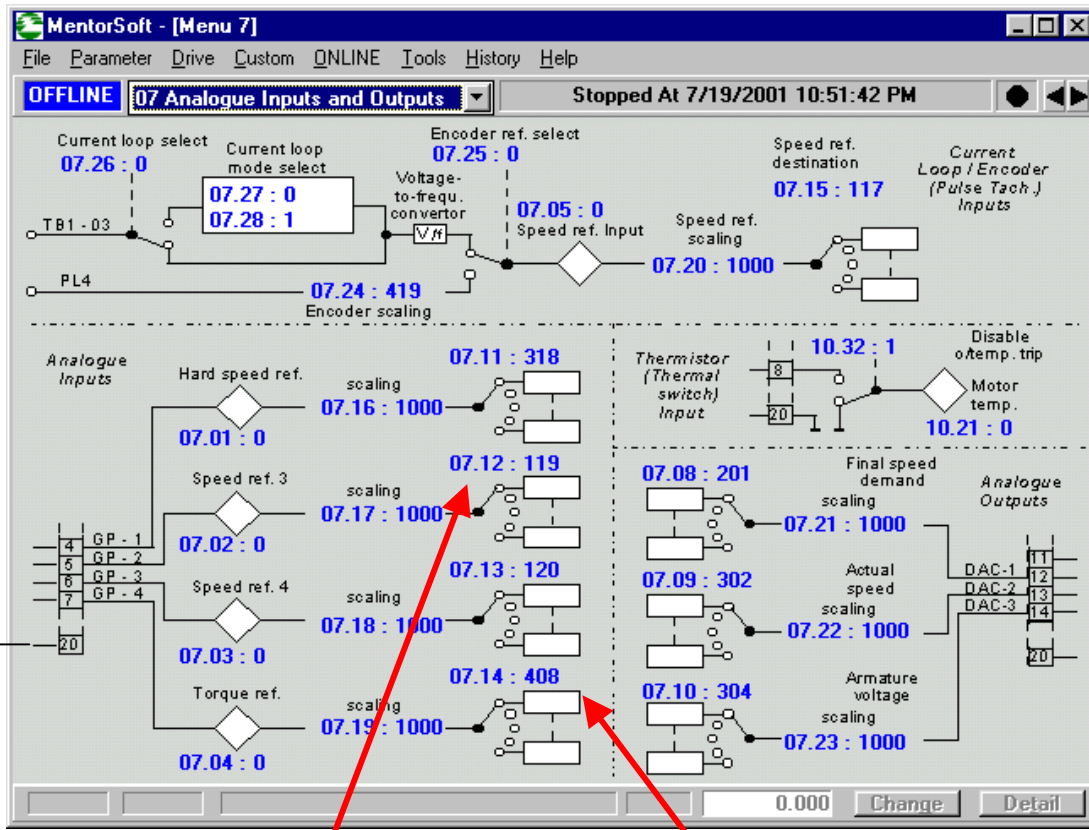 MentorSoft - [Menu 7]
File Parameter Drive Custom ONLINE Tools History Help
OFFLINE 07 Analogue Inputs and Outputs Stopped At 7/19/2001 10:51:42 PM
Current loop select
07.26 : 0
Current loop
mode select
07.27 : 0
07.28 : 1
Encoder ref. select
07.25 : 0
Voltage-
to-frequ.
convertor
V/f
07.05 : 0
Speed ref. Input
Speed ref.
scaling
07.20 : 1000
Speed ref.
destination
07.15 : 117
Current
Loop / Encoder
(Pulse Tach.)
Inputs
TB1 - 03
PL4
07.24 : 419
Encoder scaling
Analogue
Inputs
Hard speed ref.
07.01 : 0
scaling
07.16 : 1000
07.11 : 318
Speed ref. 3
07.02 : 0
scaling
07.17 : 1000
07.12 : 119
4 GP - 1
5 GP - 2
6 GP - 3
7 GP - 4
20
Speed ref. 4
07.03 : 0
scaling
07.18 : 1000
07.13 : 120
Torque ref.
07.04 : 0
scaling
07.19 : 1000
07.14 : 408
Thermistor
(Thermal
switch)
Input
8
20
10.32 : 1
Disable
o/temp. trip
Motor
temp.
10.21 : 0
07.08 : 201
Final speed
demand
scaling
07.21 : 1000
Analogue
Outputs
07.09 : 302
Actual
speed
scaling
07.22 : 1000
11
DAC-1 12
DAC-2 13
DAC-3 14
20
07.10 : 304
Armature
voltage
scaling
07.23 : 1000
0.000 Change Detail